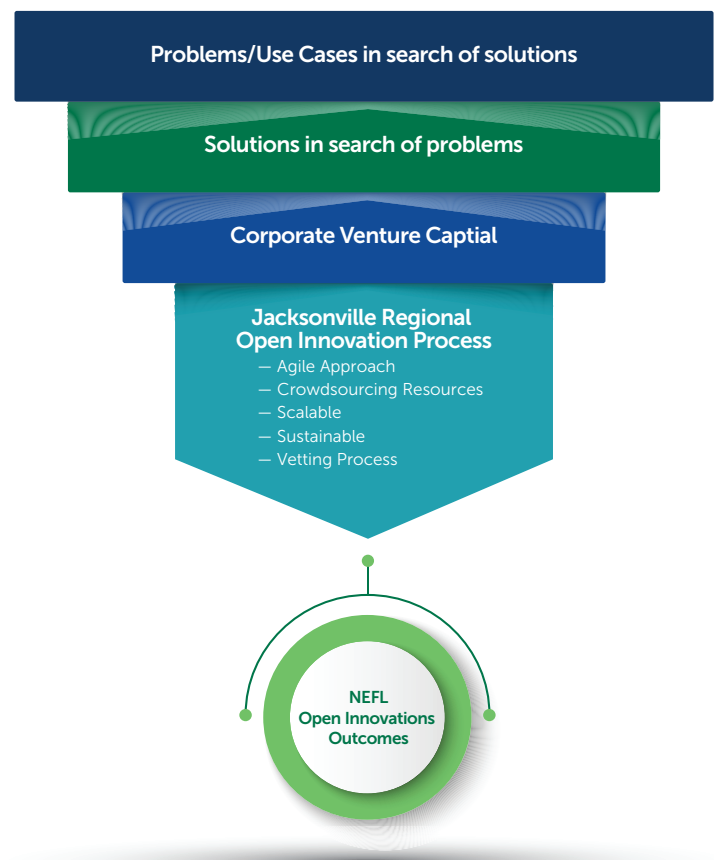 Problems/Use Cases in search of solutions
Solutions in search of problems
Corporate Venture Captial
Jacksonville Regional
Open Innovation Process
— Agile Approach
— Crowdsourcing Resources
— Scalable
— Sustainable
— Vetting Process
NEFL
Open Innovations
Outcomes